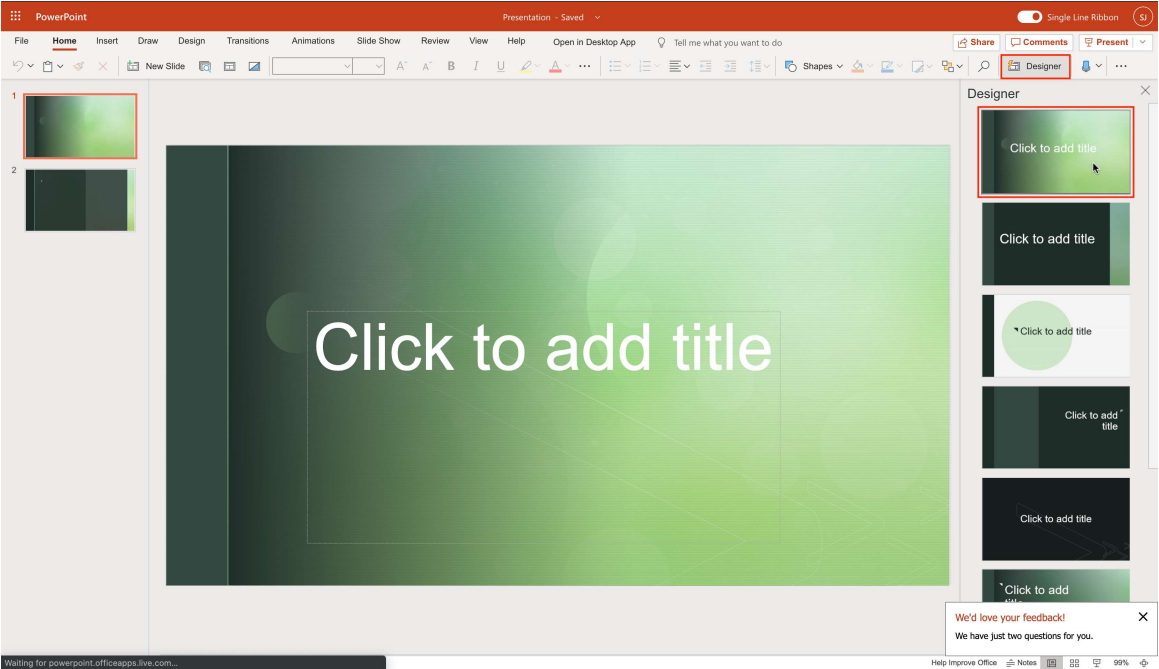 PowerPoint
Presentation - Saved
Single Line Ribbon
SJ
File Home Insert Draw Design Transitions Animations Slide Show Review View Help Open in Desktop App Tell me what you want to do
Share Comments Present
New Slide
B I U A
Shapes
Designer
1
2
Click to add title
Designer
Click to add title
Click to add title
Click to add title
Click to add
title
Click to add title
Click to add
We'd love your feedback!
We have just two questions for you.
Waiting for powerpoint.officeapps.live.com...
Help Improve Office Notes 99%